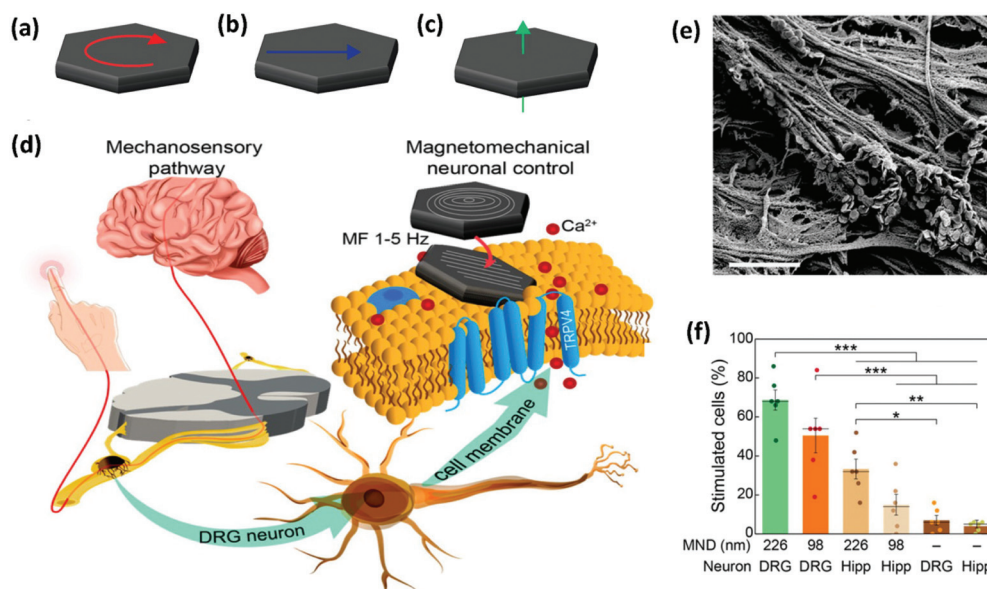 (a)
(b)
(c)
(e)
(d)
Mechanosensory
pathway
Magnetomechanical
neuronal control
MF 1-5 Hz
Ca²⁺
TRPV4
cell membrane
DRG neuron
(f)
Stimulated cells (%)
100
80
60
40
20
0
***
***
**
*
MND (nm) 226 98 226 98 – –
Neuron DRG DRG Hipp Hipp DRG Hipp